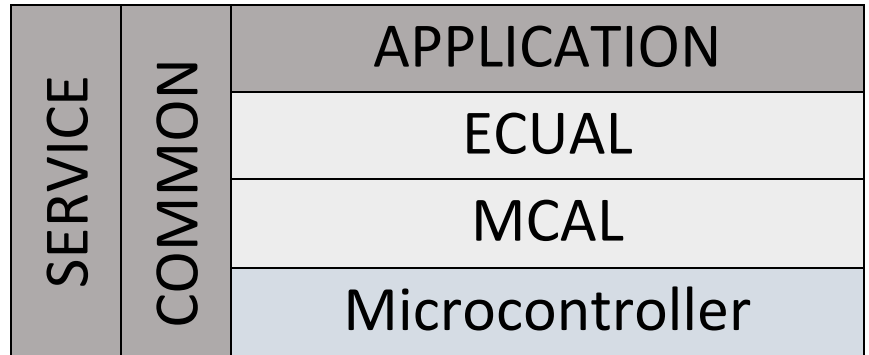 SERVICE
COMMON
APPLICATION
ECUAL
MCAL
Microcontroller